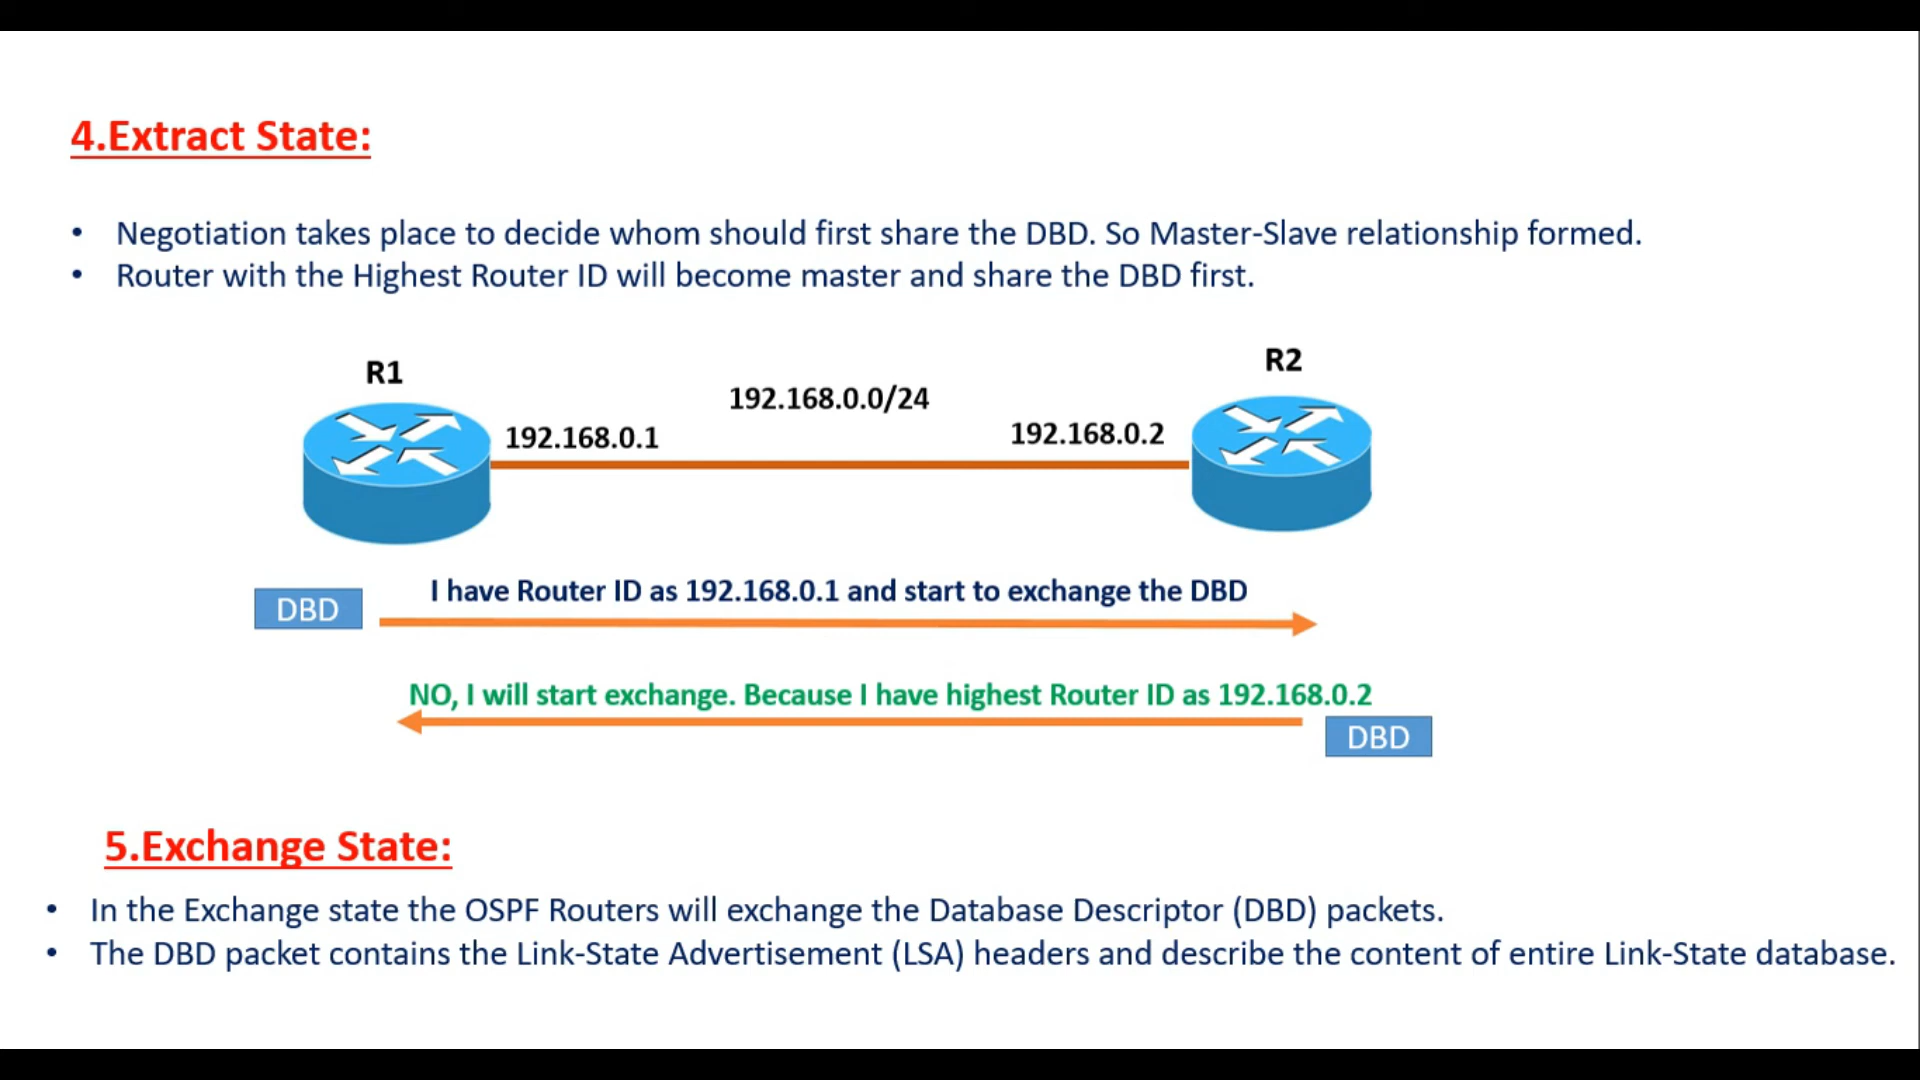 4.Extract State:
• Negotiation takes place to decide whom should first share the DBD. So Master-Slave relationship formed.
• Router with the Highest Router ID will become master and share the DBD first.
R1
R2
192.168.0.0/24
192.168.0.1
192.168.0.2
I have Router ID as 192.168.0.1 and start to exchange the DBD
DBD
NO, I will start exchange. Because I have highest Router ID as 192.168.0.2
DBD
5.Exchange State:
• In the Exchange state the OSPF Routers will exchange the Database Descriptor (DBD) packets.
• The DBD packet contains the Link-State Advertisement (LSA) headers and describe the content of entire Link-State database.